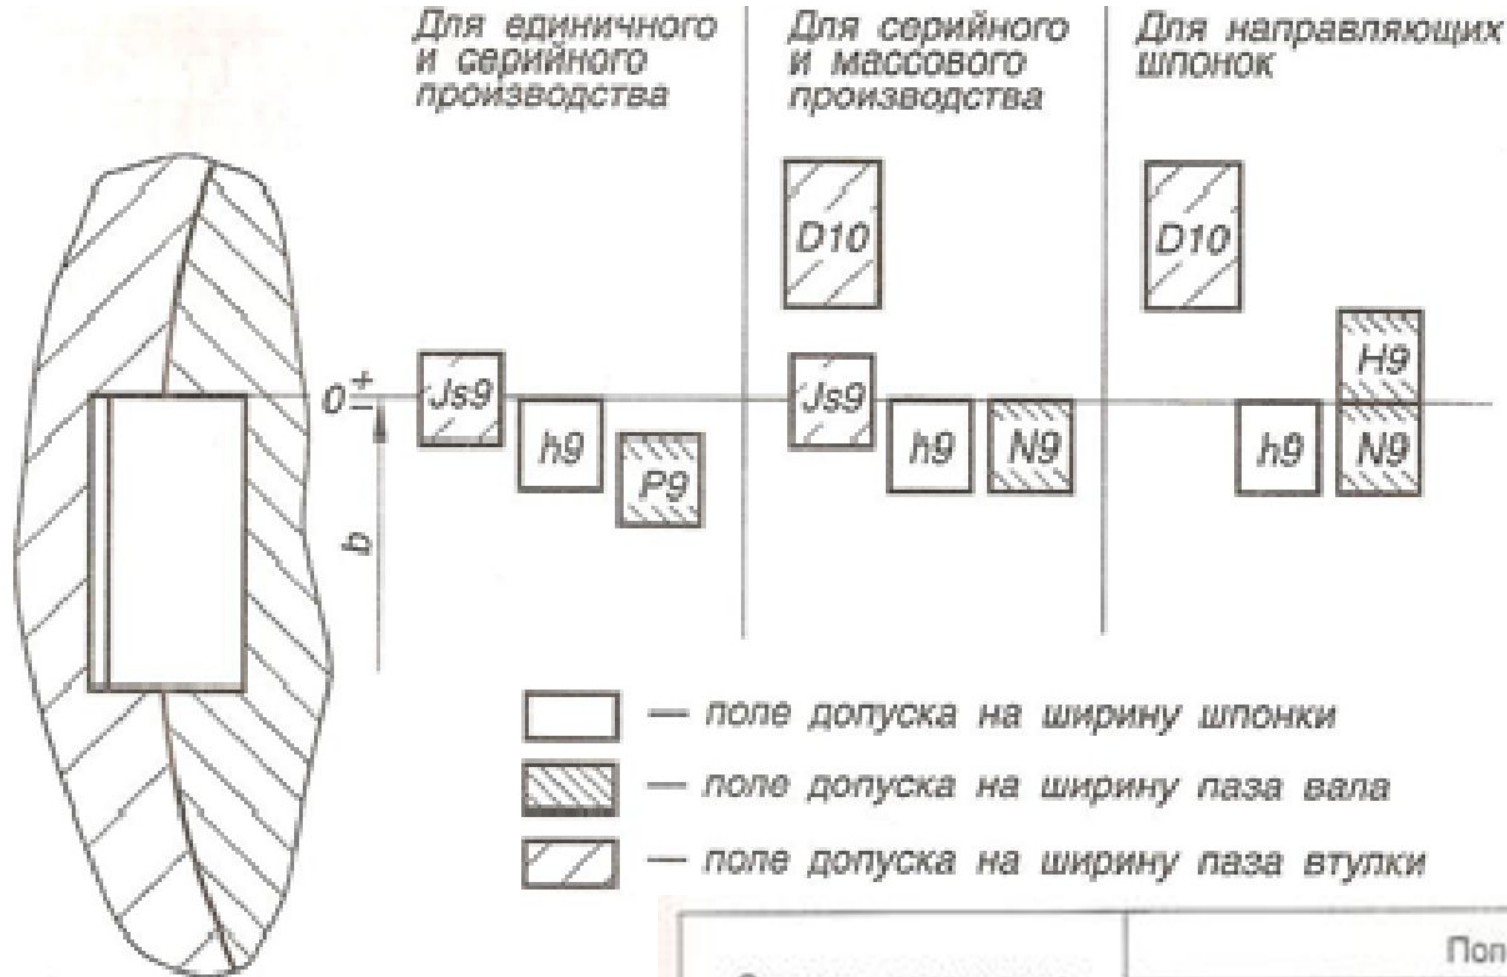 Для единичного
и серийного
производства
Для серийного
и массового
производства
Для направляющих
шпонок
D10
D10
H9
0 + −
Js9
h9
P9
Js9
h9
N9
h9
N9
b
— поле допуска на ширину шпонки
— поле допуска на ширину паза вала
— поле допуска на ширину паза втулки